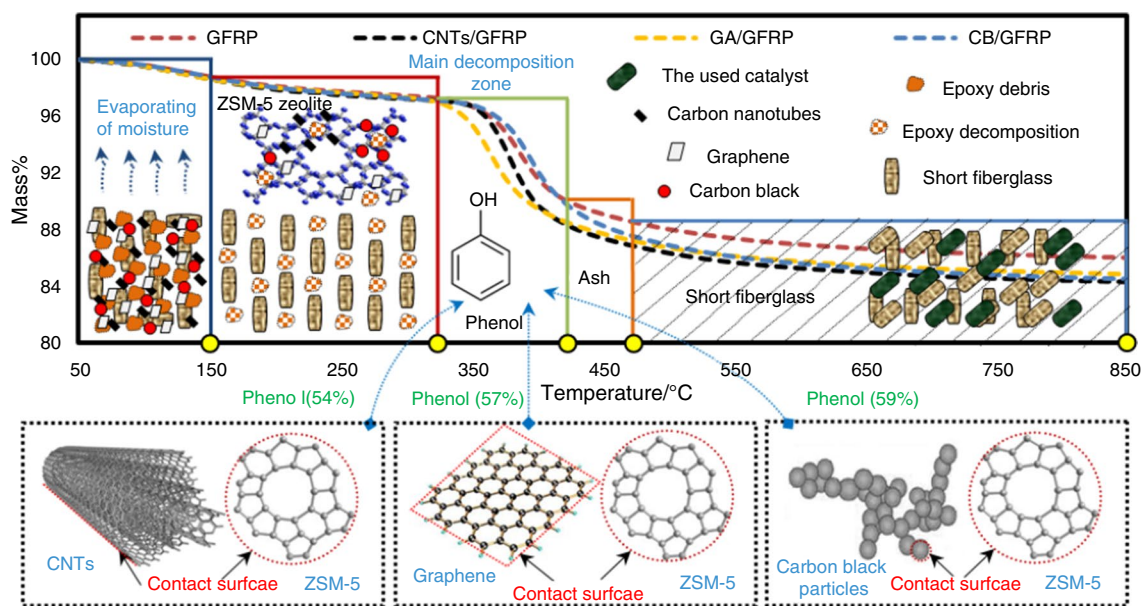 GFRP
CNTs/GFRP
GA/GFRP
CB/GFRP
100
96
92
88
84
80
Mass%
Evaporating
of moisture
ZSM-5 zeolite
Main decomposition
zone
The used catalyst
Carbon nanotubes
Graphene
Carbon black
Epoxy debris
Epoxy decomposition
Short fiberglass
OH
Phenol
Ash
Short fiberglass
50
150
250
350
450
550
650
750
850
Temperature/°C
Pheno l(54%)
Phenol (57%)
Phenol (59%)
CNTs
Contact surfcae
ZSM-5
Graphene
Contact surfcae
ZSM-5
Carbon black
particles
Contact surfcae
ZSM-5